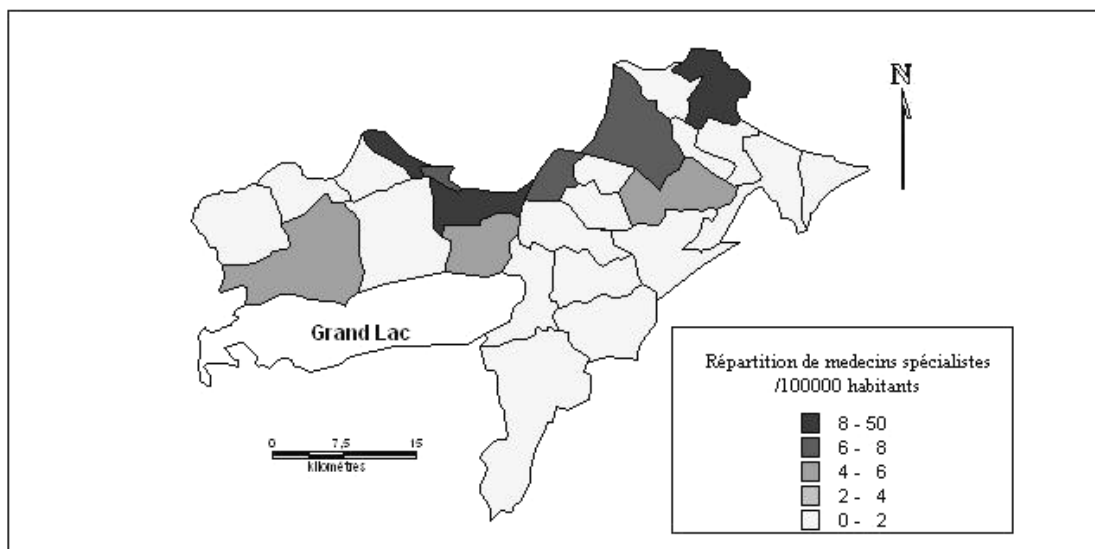 N
Grand Lac
Répartition de medecins spécialistes
/100000 habitants
8 - 50
6 - 8
4 - 6
2 - 4
0 - 2
0 7,5 15
kilométres